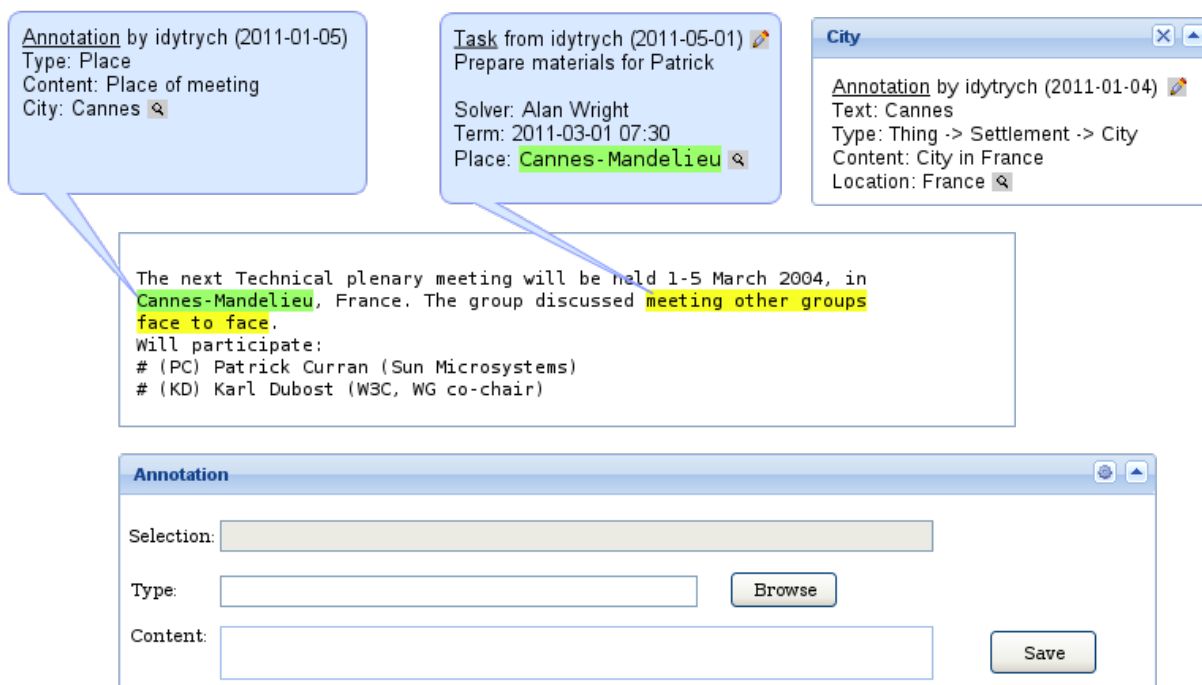 Annotation by idytrych (2011-01-05)
Type: Place
Content: Place of meeting
City: Cannes
Task from idytrych (2011-05-01)
Prepare materials for Patrick
Solver: Alan Wright
Term: 2011-03-01 07:30
Place: Cannes-Mandelieu
City
Annotation by idytrych (2011-01-04)
Text: Cannes
Type: Thing -> Settlement -> City
Content: City in France
Location: France
The next Technical plenary meeting will be held 1-5 March 2004, in
Cannes-Mandelieu, France. The group discussed meeting other groups
face to face.
Will participate:
# (PC) Patrick Curran (Sun Microsystems)
# (KD) Karl Dubost (W3C, WG co-chair)
Annotation
Selection:
Type:
Browse
Content:
Save